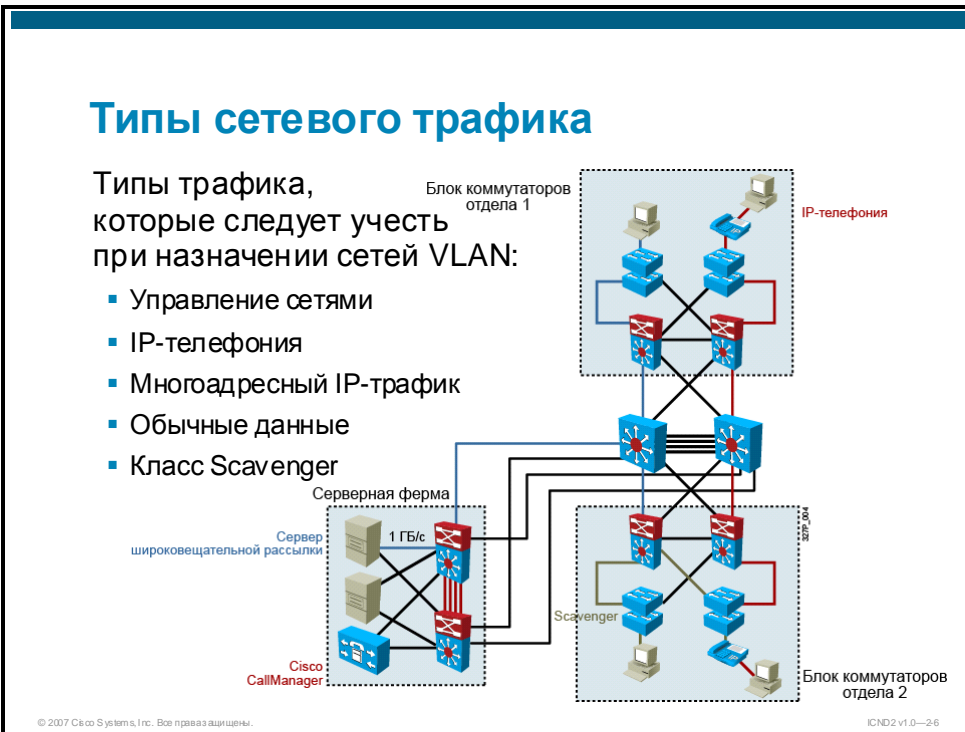 Типы сетевого трафика
Типы трафика,
которые следует учесть
при назначении сетей VLAN:
Управление сетями
IP-телефония
Многоадресный IP-трафик
Обычные данные
Класс Scavenger
Блок коммутаторов
отдела 1
IP-телефония
Серверная ферма
Сервер
широковещательной рассылки
1 ГБ/с
Cisco
CallManager
Scavenger
327P_004
Блок коммутаторов
отдела 2
© 2007 Cisco Systems, Inc. Все права защищены.
ICND2 v1.0—2-6